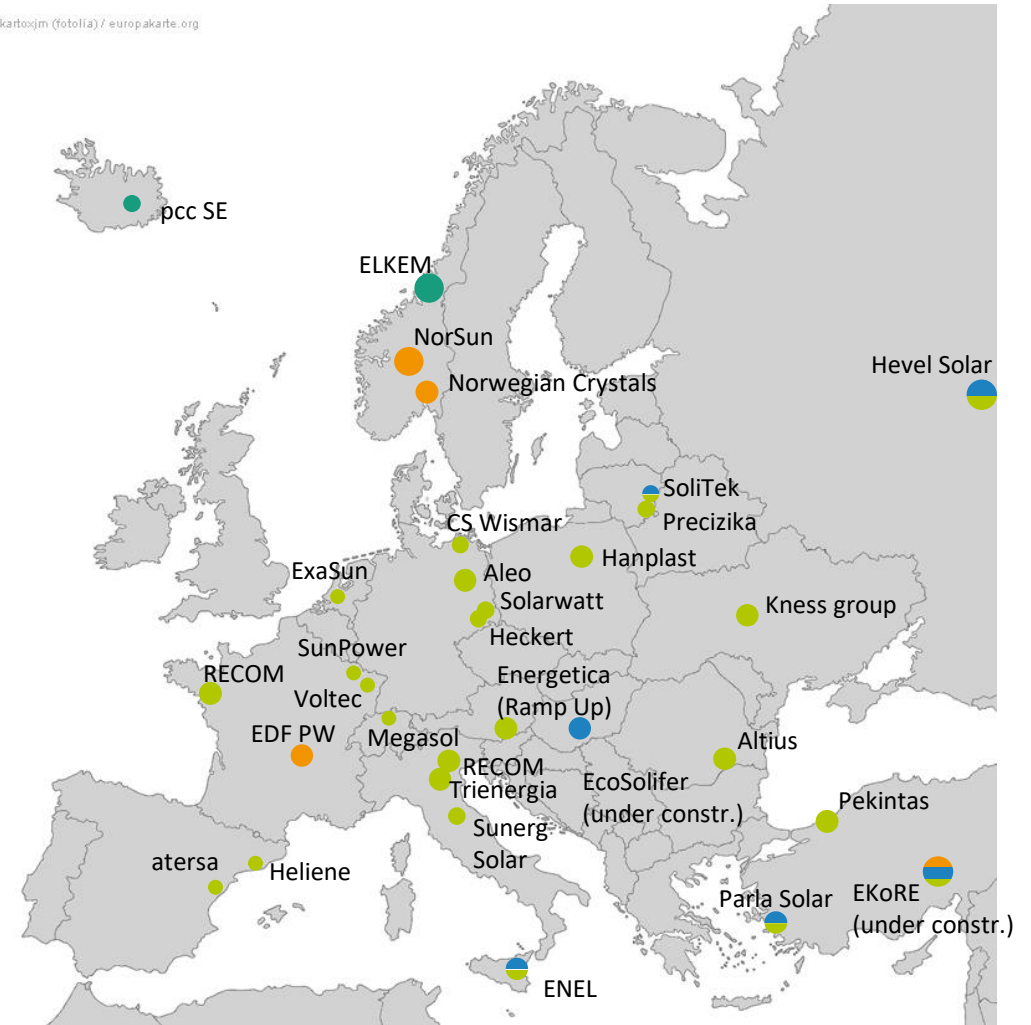 kartoxjm (fotolia) / europakarte.org
pcc SE
ELKEM
NorSun
Hevel Solar
Norwegian Crystals
SoliTek
CS Wismar
Precizika
Hanplast
ExaSun
Aleo
Solarwatt
Kness group
Heckert
SunPower
RECOM
Energetica
(Ramp Up)
Voltec
EDF PW
Megasol
Altius
RECOM
Trienergia
EcoSolifer
(under constr.)
Pekintas
Sunerg
Solar
atersa
Heliene
Parla Solar
EKoRE
(under constr.)
ENEL